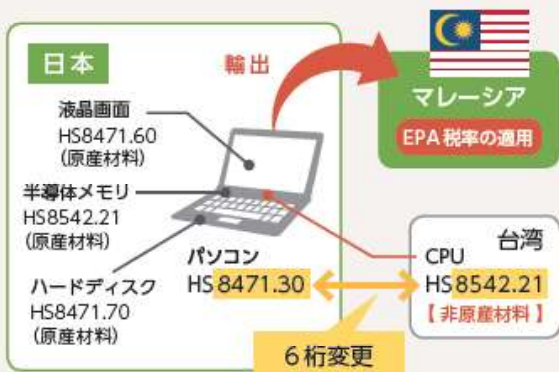 日本
輸出
マレーシア
EPA税率の適用
液晶画面
HS8471.60
(原産材料)
半導体メモリ
HS8542.21
(原産材料)
ハードディスク
HS8471.70
(原産材料)
パソコン
HS8471.30
台湾
CPU
HS8542.21
【非原産材料】
6桁変更